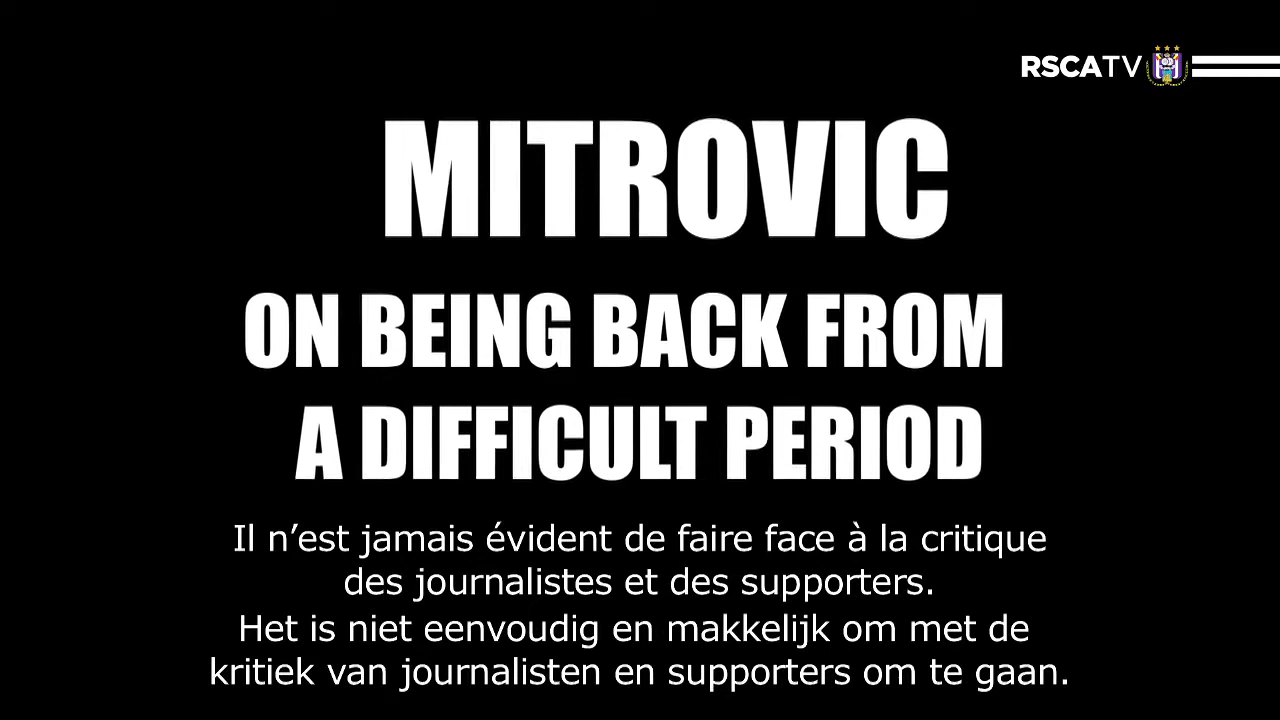 RSCATV
MITROVIC
ON BEING BACK FROM
A DIFFICULT PERIOD
Il n’est jamais évident de faire face à la critique
des journalistes et des supporters.
Het is niet eenvoudig en makkelijk om met de
kritiek van journalisten en supporters om te gaan.